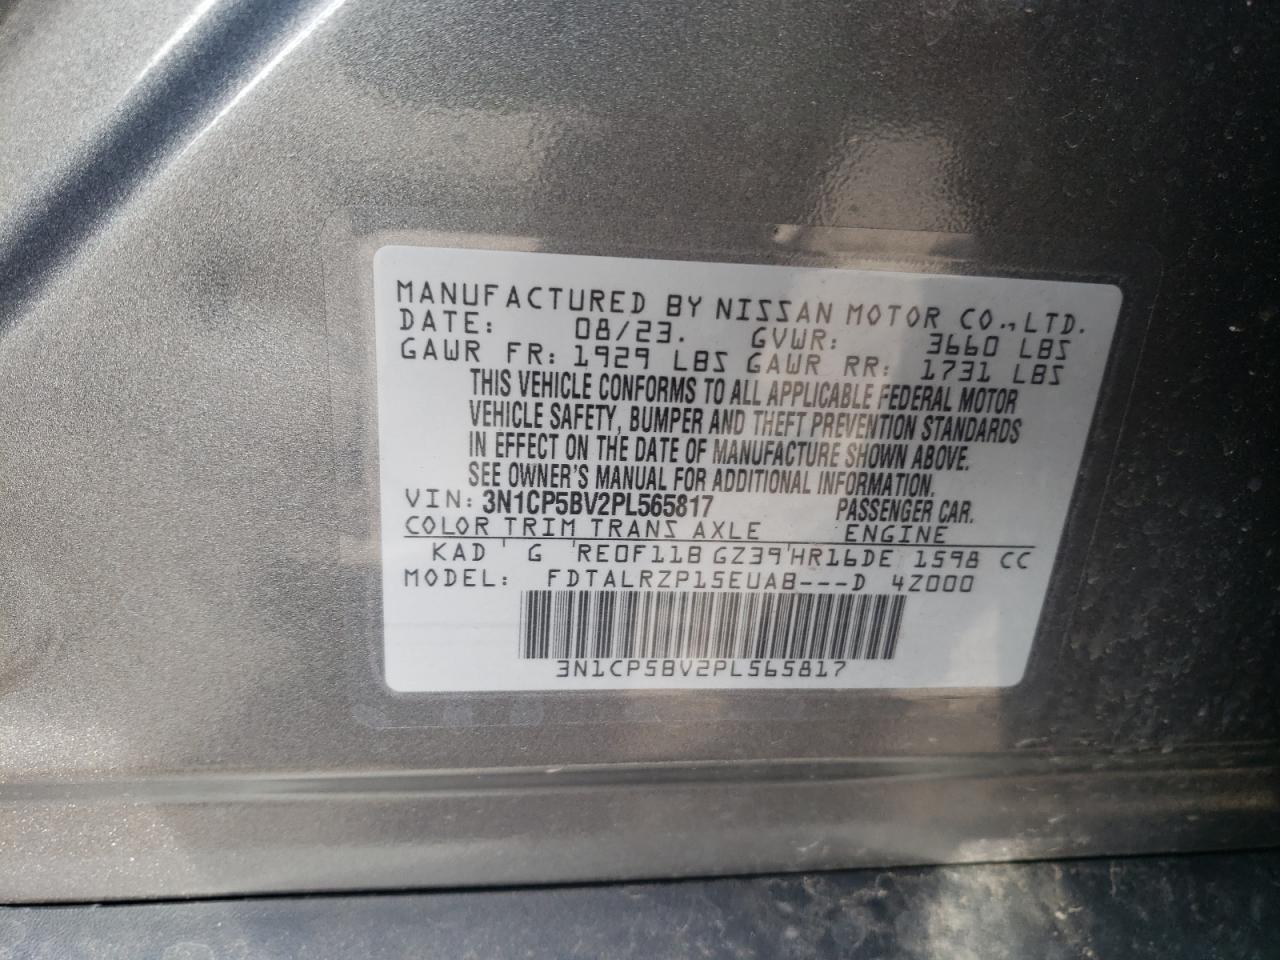 MANUFACTURED BY NISSAN MOTOR CO.,LTD.
DATE: 08/23. GVWR: 3660 LBS
GAWR FR: 1929 LBS GAWR RR: 1731 LBS
THIS VEHICLE CONFORMS TO ALL APPLICABLE FEDERAL MOTOR
VEHICLE SAFETY, BUMPER AND THEFT PREVENTION STANDARDS
IN EFFECT ON THE DATE OF MANUFACTURE SHOWN ABOVE.
SEE OWNER'S MANUAL FOR ADDITIONAL INFORMATION.
VIN: 3N1CP5BV2PL565817 PASSENGER CAR.
COLOR TRIM TRANS AXLE ENGINE
KAD G RE0F11B GZ39 HR16DE 1598 CC
MODEL: FDTALRZP15EUAB---D 4Z000
3N1CP5BV2PL565817